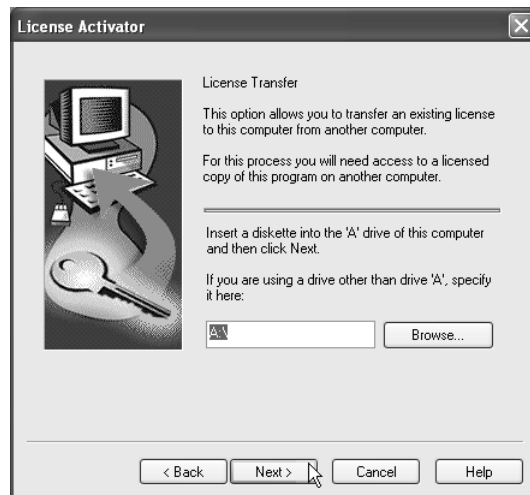 License Activator
License Transfer
This option allows you to transfer an existing license
to this computer from another computer.
For this process you will need access to a licensed
copy of this program on another computer.
Insert a diskette into the 'A' drive of this computer
and then click Next.
If you are using a drive other than drive 'A', specify
it here:
A:\
Browse...
< Back
Next >
Cancel
Help